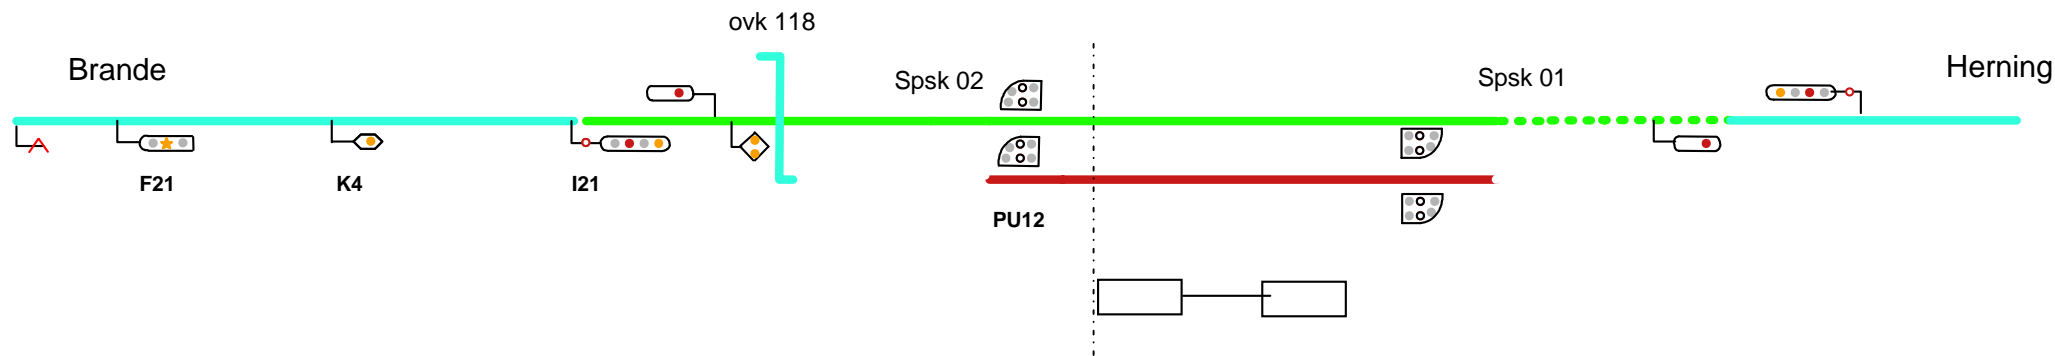 ovk 118
Brande
Spsk 02
Spsk 01
Herning
F21
K4
I21
PU12